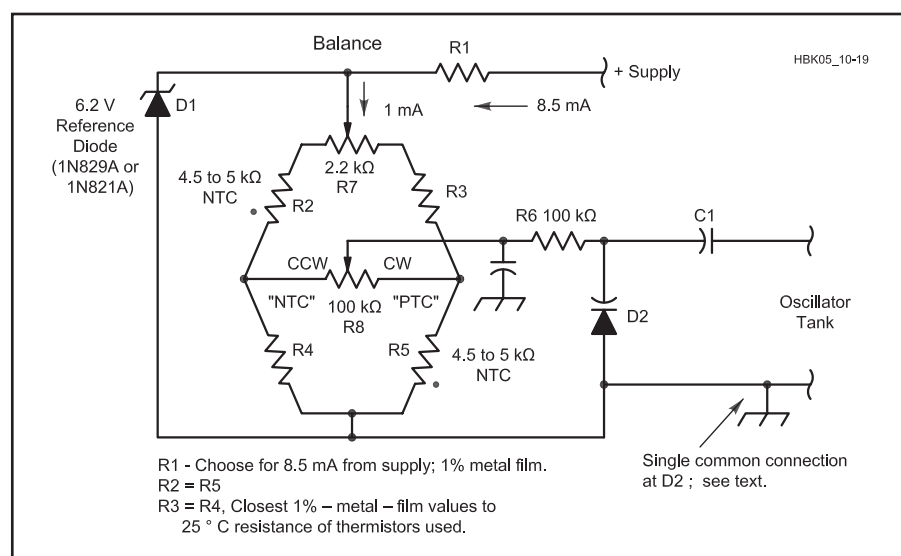 Balance
R1
HBK05_10-19
+ Supply
8.5 mA
1 mA
6.2 V
Reference
Diode
(1N829A or
1N821A)
D1
4.5 to 5 kΩ
NTC
R2
2.2 kΩ
R7
R3
R6 100 kΩ
C1
CCW
CW
"NTC"
100 kΩ
R8
"PTC"
D2
Oscillator
Tank
R4
R5
4.5 to 5 kΩ
NTC
R1 - Choose for 8.5 mA from supply; 1% metal film.
R2 = R5
R3 = R4, Closest 1% – metal – film values to
25 ° C resistance of thermistors used.
Single common connection
at D2 ; see text.